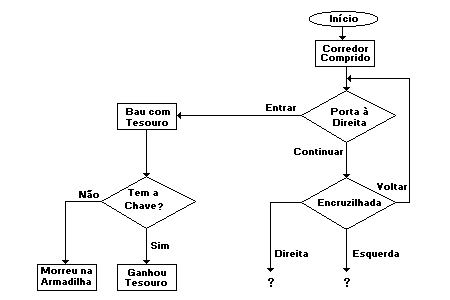 Início
Corredor
Comprido
Entrar
Porta à
Direita
Bau com
Tesouro
Continuar
Voltar
Não
Tem a
Chave?
Encruzilhada
Sim
Direita
Esquerda
Morreu na
Armadilha
Ganhou
Tesouro
?
?